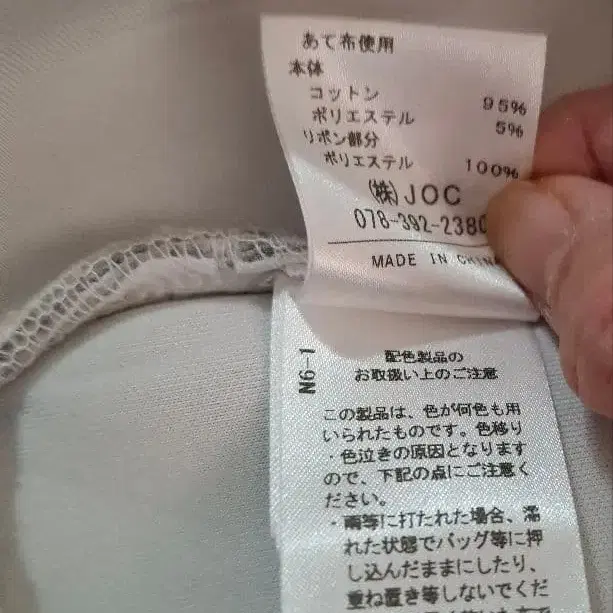 あて布使用
本体
コットン 95%
ポリエステル 5%
リボン部分
ポリエステル 100%
(株)JOC
078-392-2380
MADE IN CHINA
N6-1
配色製品の
お取扱い上のご注意
この製品は、色が何色も用
いられたものです。色移り
・色泣きの原因となります
ので、下記の点にご注意く
ださい。
・雨等に打たれた場合、濡
れた状態でバッグ等に押
し込んだままにしたり、
重ね置き等しないでくだ